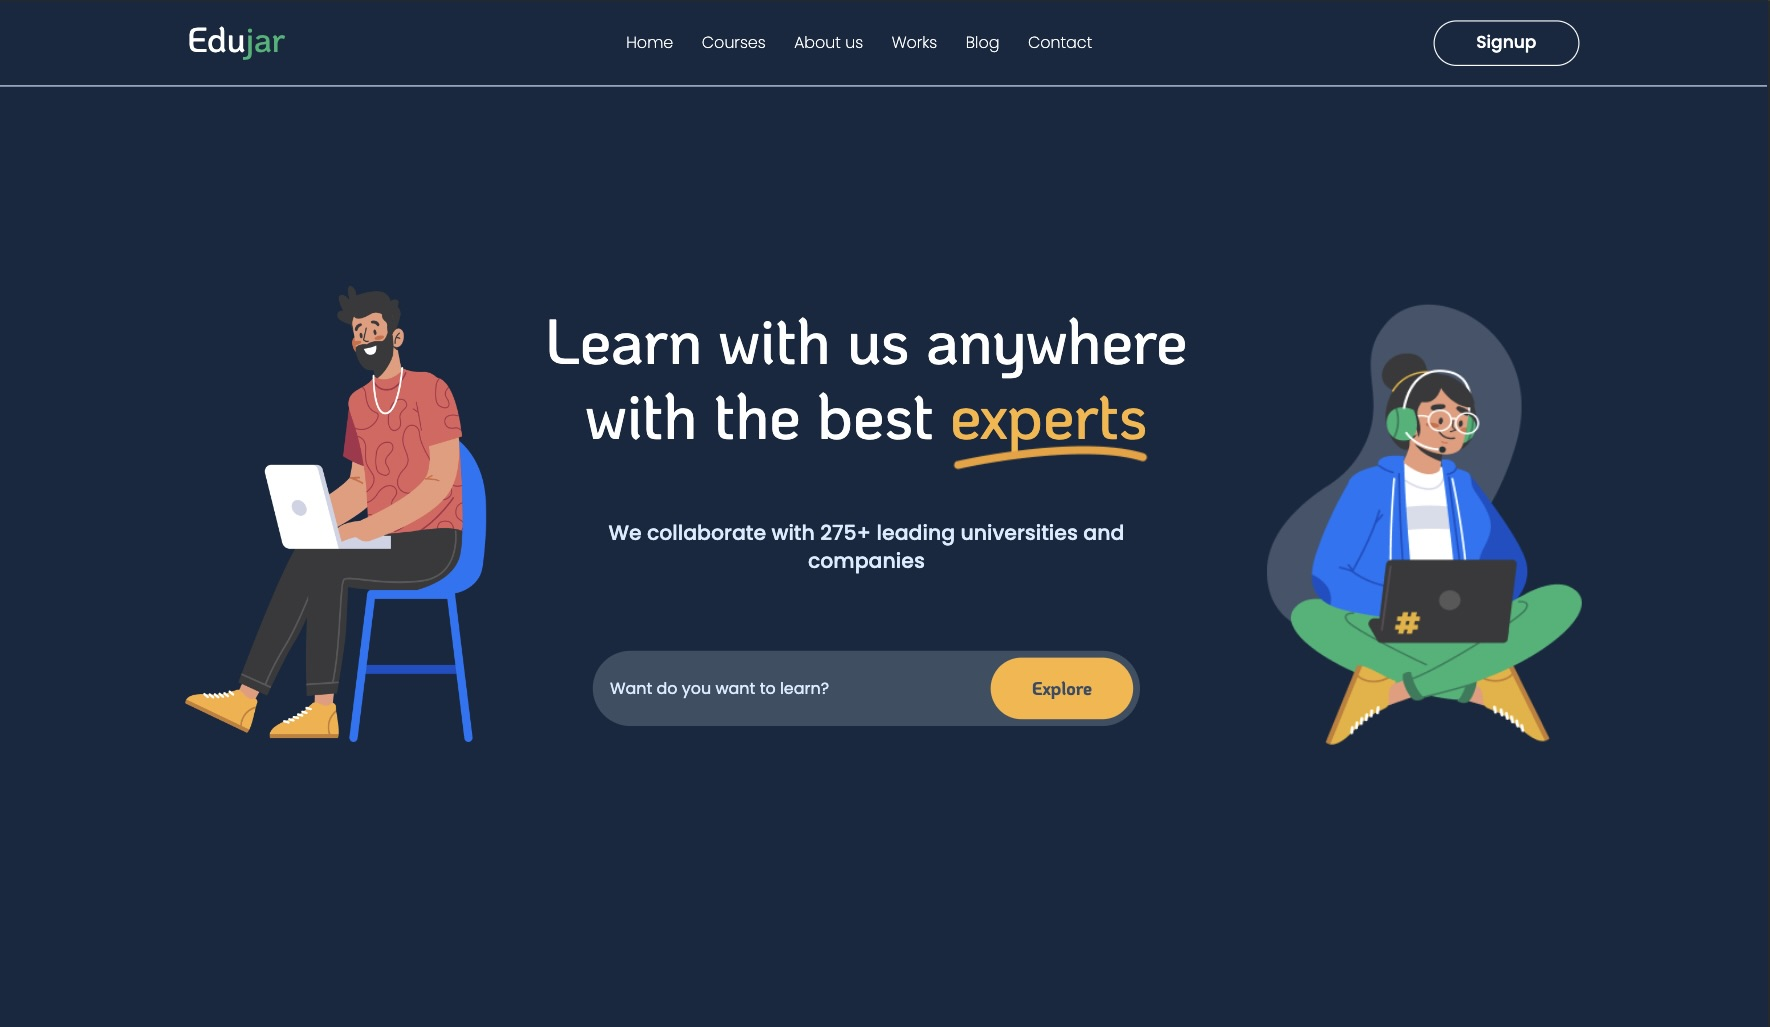 Edujar
Home Courses About us Works Blog Contact
Signup
Learn with us anywhere
with the best experts
We collaborate with 275+ leading universities and
companies
Want do you want to learn?
Explore
#